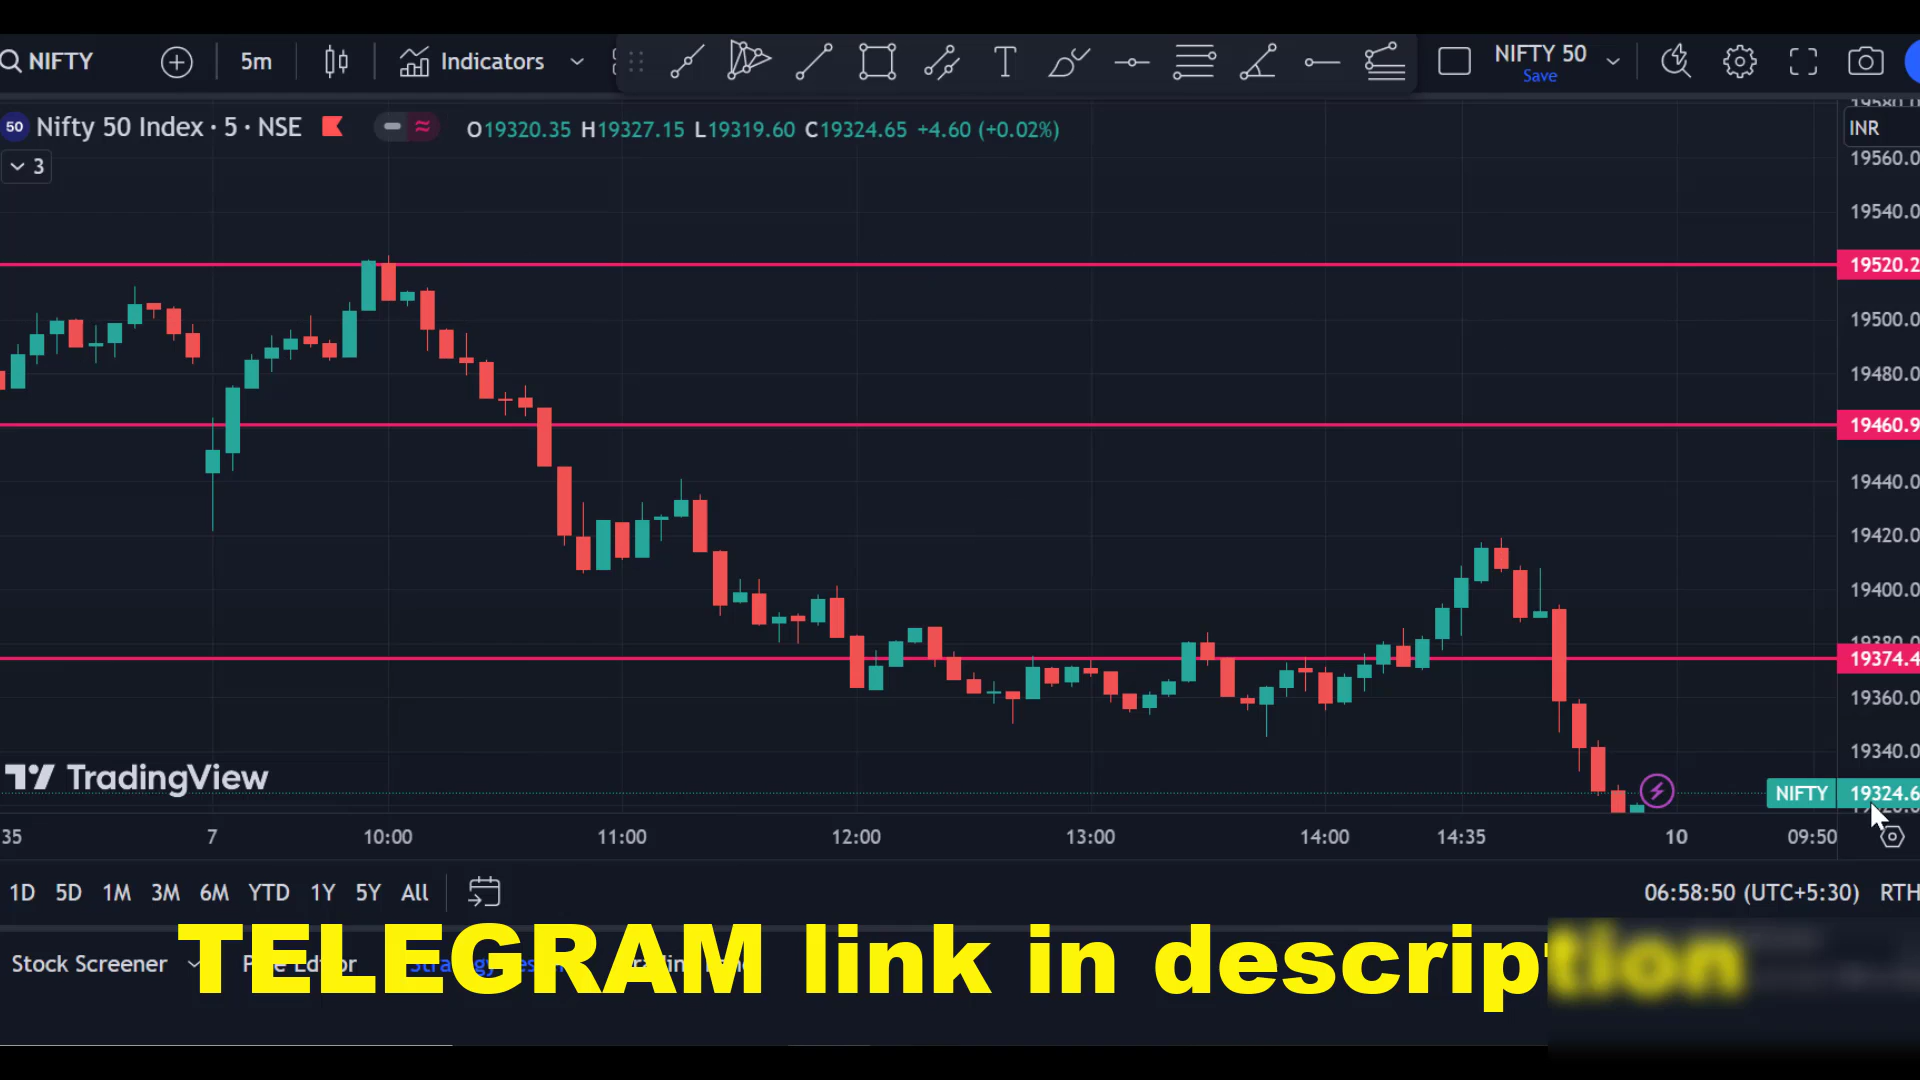 NIFTY 5m Indicators NIFTY 50
Save
50 Nifty 50 Index · 5 · NSE O19320.35 H19327.15 L19319.60 C19324.65 +4.60 (+0.02%)
INR
3
19560.0
19540.0
19520.2
19500.0
19480.0
19460.9
19440.0
19420.0
19400.0
19380.0
19374.4
19360.0
19340.0
TradingView
NIFTY 19324.6
35 7 10:00 11:00 12:00 13:00 14:00 14:35 10 09:50
1D 5D 1M 3M 6M YTD 1Y 5Y All 06:58:50 (UTC+5:30) RTH
TELEGRAM link in description
Stock Screener